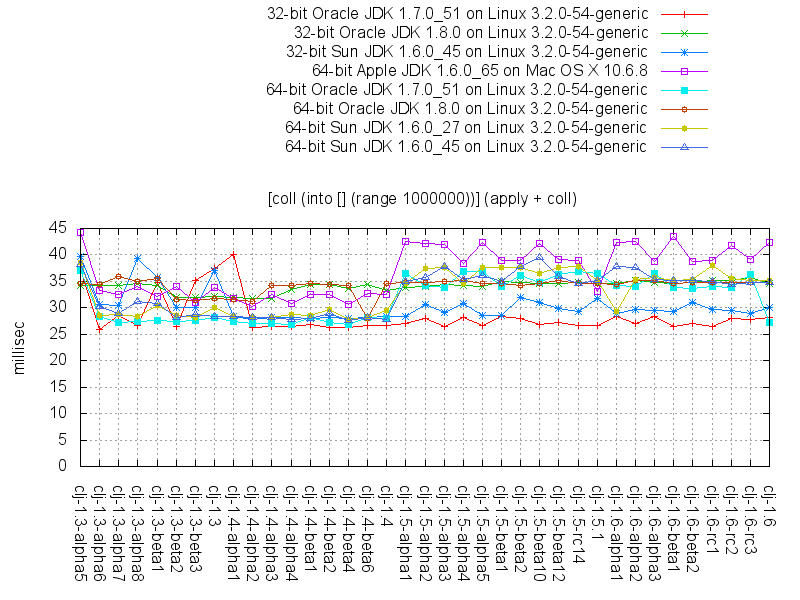 32-bit Oracle JDK 1.7.0_51 on Linux 3.2.0-54-generic
32-bit Oracle JDK 1.8.0 on Linux 3.2.0-54-generic
32-bit Sun JDK 1.6.0_45 on Linux 3.2.0-54-generic
64-bit Apple JDK 1.6.0_65 on Mac OS X 10.6.8
64-bit Oracle JDK 1.7.0_51 on Linux 3.2.0-54-generic
64-bit Oracle JDK 1.8.0 on Linux 3.2.0-54-generic
64-bit Sun JDK 1.6.0_27 on Linux 3.2.0-54-generic
64-bit Sun JDK 1.6.0_45 on Linux 3.2.0-54-generic
[coll (into [] (range 1000000))] (apply + coll)
45
40
35
30
25
20
15
10
5
0
millisec
clj-1.3-alpha5
clj-1.3-alpha6
clj-1.3-alpha7
clj-1.3-alpha8
clj-1.3-beta1
clj-1.3-beta2
clj-1.3-beta3
clj-1.3
clj-1.4-alpha1
clj-1.4-alpha2
clj-1.4-alpha3
clj-1.4-alpha4
clj-1.4-beta1
clj-1.4-beta2
clj-1.4-beta4
clj-1.4-beta6
clj-1.4
clj-1.5-alpha1
clj-1.5-alpha2
clj-1.5-alpha3
clj-1.5-alpha4
clj-1.5-alpha5
clj-1.5-beta1
clj-1.5-beta2
clj-1.5-beta10
clj-1.5-beta12
clj-1.5-rc14
clj-1.5.1
clj-1.6-alpha1
clj-1.6-alpha2
clj-1.6-alpha3
clj-1.6-beta1
clj-1.6-beta2
clj-1.6-rc1
clj-1.6-rc2
clj-1.6-rc3
clj-1.6